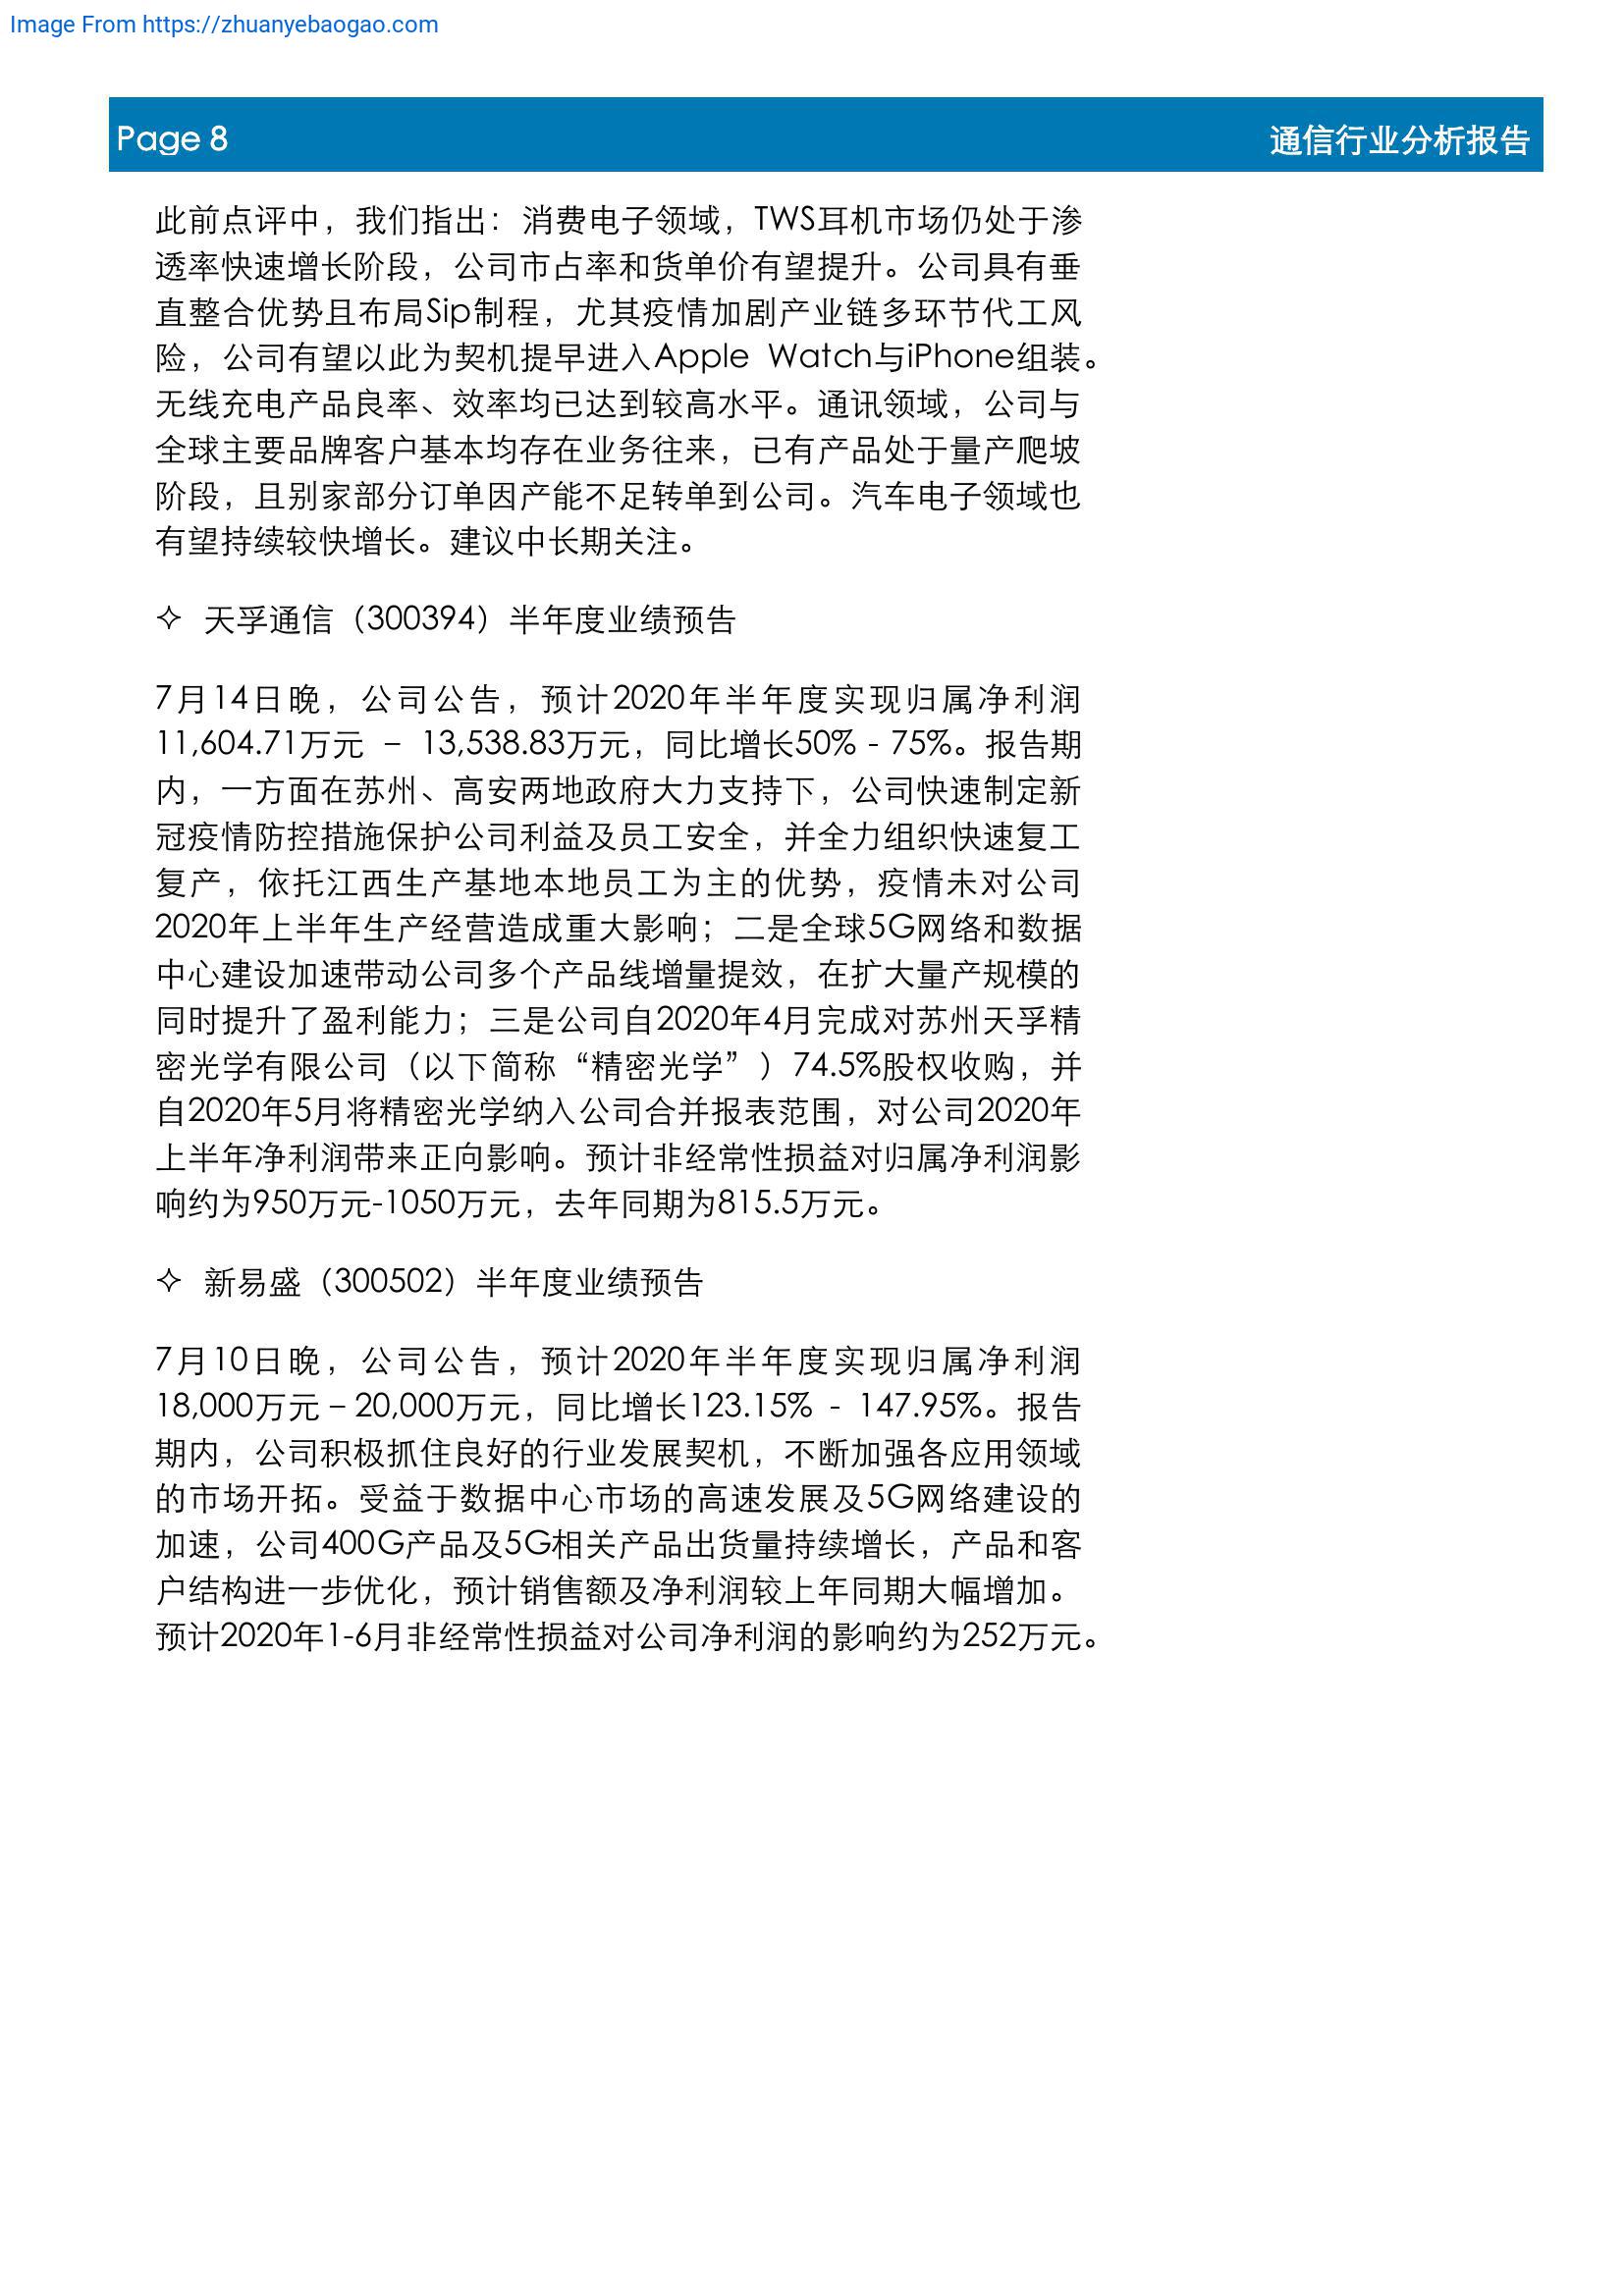 Image From https://zhuanyebaogao.com
Page 8
通信行业分析报告
此前点评中，我们指出：消费电子领域，TWS耳机市场仍处于渗
透率快速增长阶段，公司市占率和货单价有望提升。公司具有垂
直整合优势且布局Sip制程，尤其疫情加剧产业链多环节代工风
险，公司有望以此为契机提早进入Apple Watch与iPhone组装。
无线充电产品良率、效率均已达到较高水平。通讯领域，公司与
全球主要品牌客户基本均存在业务往来，已有产品处于量产爬坡
阶段，且别家部分订单因产能不足转单到公司。汽车电子领域也
有望持续较快增长。建议中长期关注。
✧ 天孚通信（300394）半年度业绩预告
7月14日晚，公司公告，预计2020年半年度实现归属净利润
11,604.71万元 – 13,538.83万元，同比增长50% - 75%。报告期
内，一方面在苏州、高安两地政府大力支持下，公司快速制定新
冠疫情防控措施保护公司利益及员工安全，并全力组织快速复工
复产，依托江西生产基地本地员工为主的优势，疫情未对公司
2020年上半年生产经营造成重大影响；二是全球5G网络和数据
中心建设加速带动公司多个产品线增量提效，在扩大量产规模的
同时提升了盈利能力；三是公司自2020年4月完成对苏州天孚精
密光学有限公司（以下简称“精密光学”）74.5%股权收购，并
自2020年5月将精密光学纳入公司合并报表范围，对公司2020年
上半年净利润带来正向影响。预计非经常性损益对归属净利润影
响约为950万元-1050万元，去年同期为815.5万元。
✧ 新易盛（300502）半年度业绩预告
7月10日晚，公司公告，预计2020年半年度实现归属净利润
18,000万元 – 20,000万元，同比增长123.15% - 147.95%。报告
期内，公司积极抓住良好的行业发展契机，不断加强各应用领域
的市场开拓。受益于数据中心市场的高速发展及5G网络建设的
加速，公司400G产品及5G相关产品出货量持续增长，产品和客
户结构进一步优化，预计销售额及净利润较上年同期大幅增加。
预计2020年1-6月非经常性损益对公司净利润的影响约为252万元。